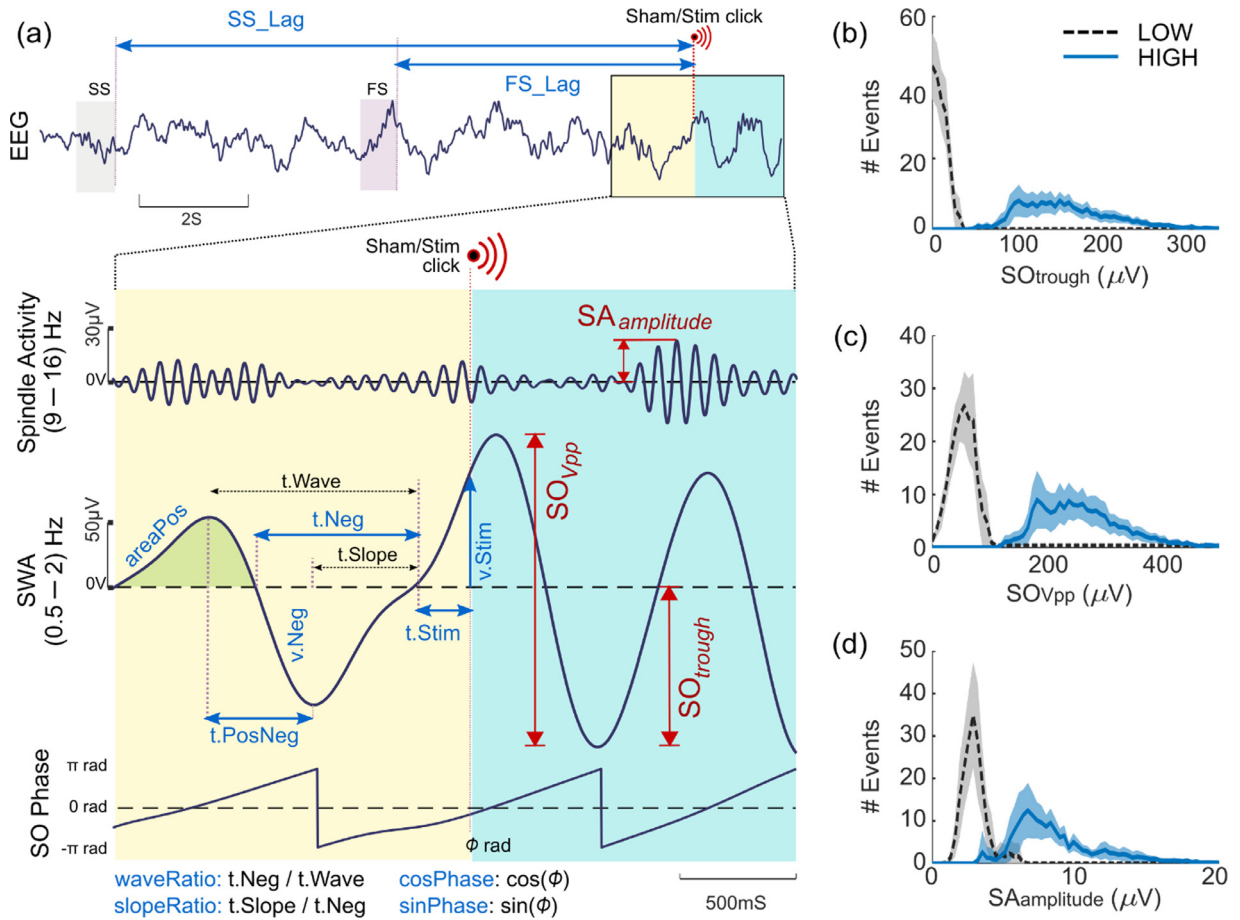 (a)
SS_Lag
Sham/Stim click
FS_Lag
SS
FS
EEG
2S
Sham/Stim
click
Spindle Activity
(9 – 16) Hz
30µV
0V
SA amplitude
SWA
(0.5 – 2) Hz
50µV
0V
areaPos
t.Wave
t.Neg
t.Slope
v.Neg
t.Stim
v.Stim
t.PosNeg
SO Vpp
SO trough
SO Phase
π rad
0 rad
-π rad
Φ rad
waveRatio: t.Neg / t.Wave
cosPhase: cos(Φ)
slopeRatio: t.Slope / t.Neg
sinPhase: sin(Φ)
500mS
(b)
LOW
HIGH
# Events
60
40
20
0
0
100
200
300
SOtrough (µV)
(c)
# Events
40
30
20
10
0
200
400
SOVpp (µV)
(d)
# Events
50
40
30
20
10
0
0
10
20
SAamplitude (µV)